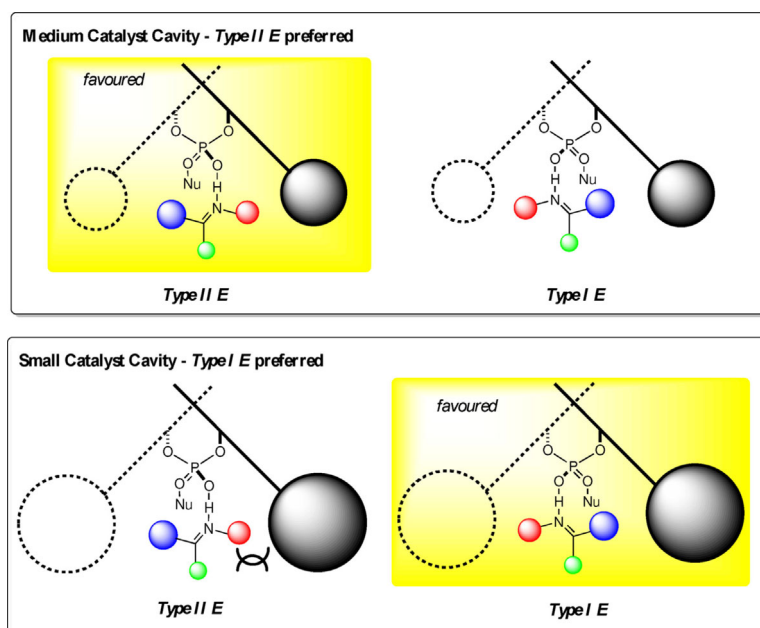 Medium Catalyst Cavity - Type II E preferred
favoured
O
O
P
O
O
Nu
H
N
Type II E
O
O
P
O
O
H
Nu
N
Type I E
Small Catalyst Cavity - Type I E preferred
O
O
P
O
O
Nu
H
N
Type II E
favoured
O
O
P
O
O
H
Nu
N
Type I E